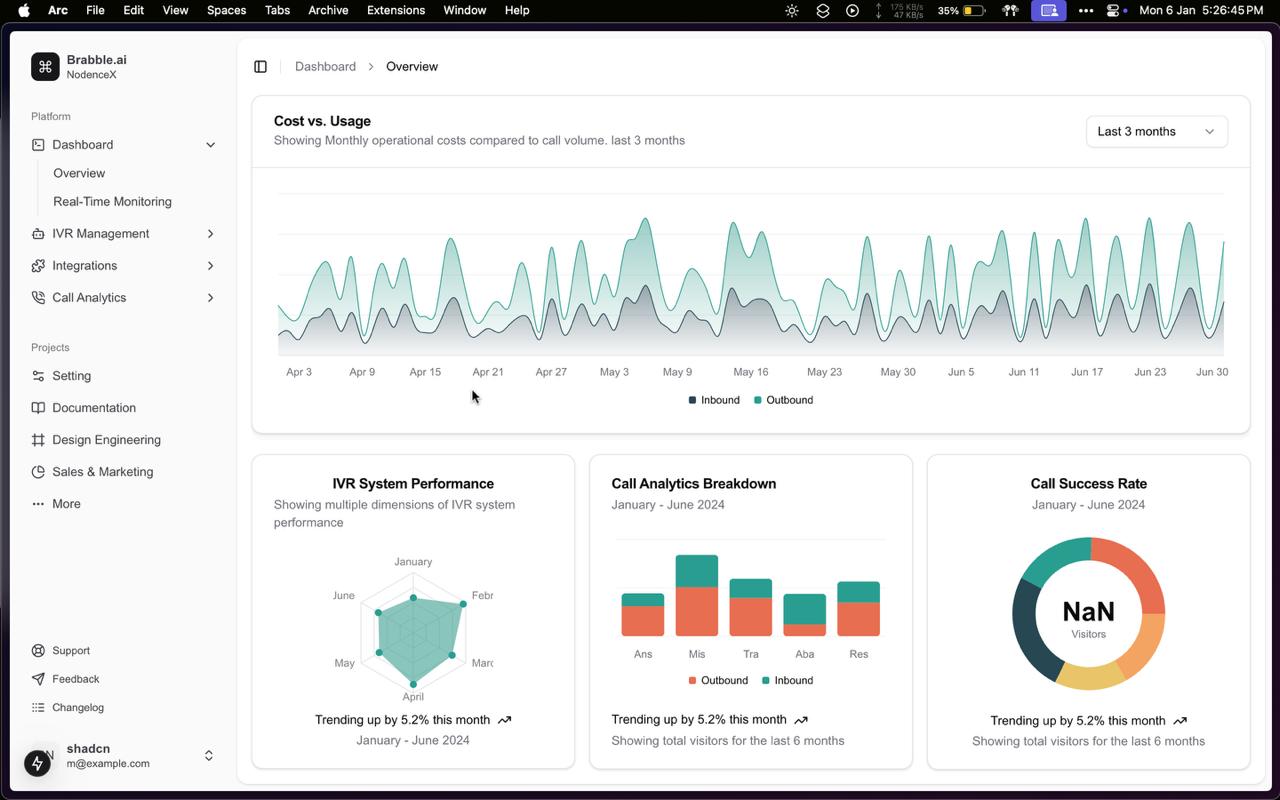 Arc File Edit View Spaces Tabs Archive Extensions Window Help 175 KB/s 47 KB/s 35% Mon 6 Jan 5:26:45 PM
Brabble.ai
NodenceX
Platform
Dashboard
Overview
Real-Time Monitoring
IVR Management
Integrations
Call Analytics
Projects
Setting
Documentation
Design Engineering
Sales & Marketing
More
Support
Feedback
Changelog
shadcn
m@example.com
Dashboard > Overview
Cost vs. Usage
Showing Monthly operational costs compared to call volume. last 3 months
Last 3 months
Apr 3 Apr 9 Apr 15 Apr 21 Apr 27 May 3 May 9 May 16 May 23 May 30 Jun 5 Jun 11 Jun 17 Jun 23 Jun 30
Inbound Outbound
IVR System Performance
Showing multiple dimensions of IVR system
performance
January
June Febr
May Marc
April
Trending up by 5.2% this month
January - June 2024
Call Analytics Breakdown
January - June 2024
Ans Mis Tra Aba Res
Outbound Inbound
Trending up by 5.2% this month
Showing total visitors for the last 6 months
Call Success Rate
January - June 2024
NaN
Visitors
Trending up by 5.2% this month
Showing total visitors for the last 6 months